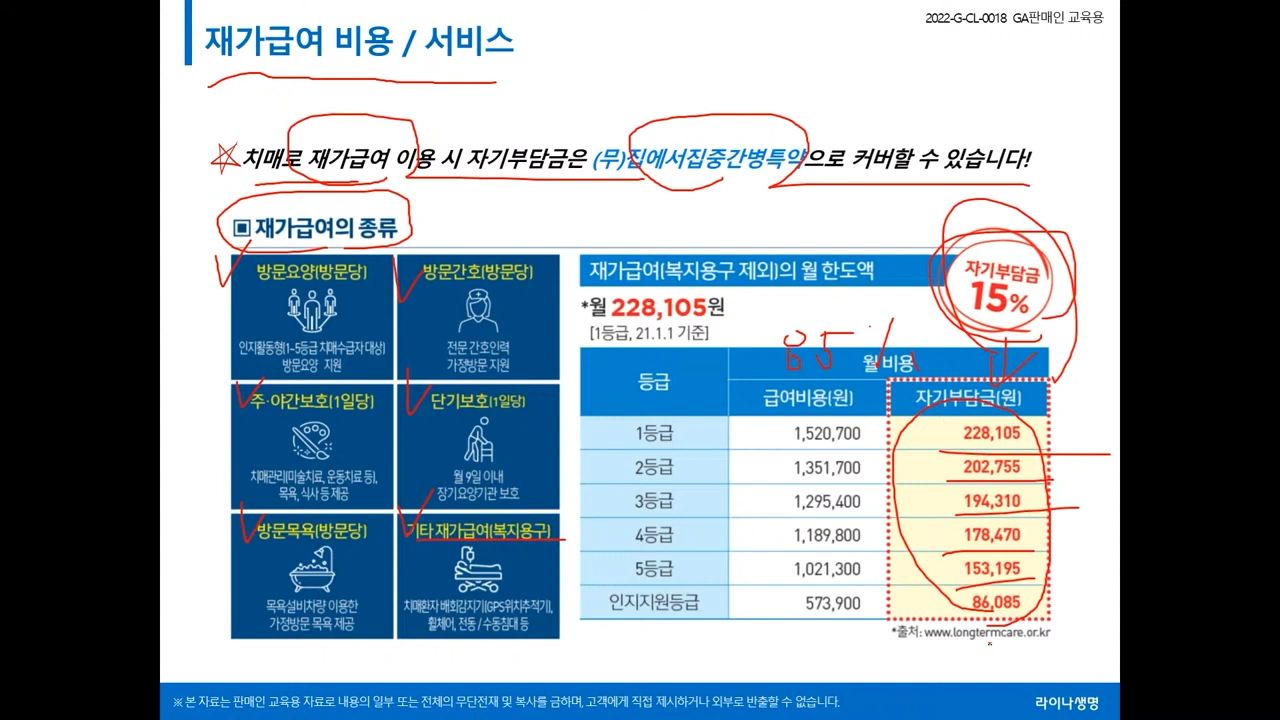 2022-G-CL-0018 GA판매인 교육용
재가급여 비용 / 서비스
치매로 재가급여 이용 시 자기부담금은 (무)집에서집중간병특약으로 커버할 수 있습니다!
▣ 재가급여의 종류
방문요양(방문당)
인지활동형(1~5등급 치매수급자 대상)
방문요양 지원
방문간호(방문당)
전문 간호인력
가정방문 지원
주·야간보호(1일당)
치매관리(미술치료, 운동치료 등),
목욕, 식사 등 제공
단기보호(1일당)
월 9일 이내
장기요양기관 보호
방문목욕(방문당)
목욕설비차량 이용한
가정방문 목욕 제공
기타 재가급여(복지용구)
치매환자 배회감지기(GPS위치추적기),
휠체어, 전동 / 수동침대 등
재가급여(복지용구 제외)의 월 한도액
자기부담금
15%
*월 228,105원
[1등급, 21.1.1 기준]
85%
등급 월 비용
급여비용(원) 자기부담금(원)
1등급 1,520,700 228,105
2등급 1,351,700 202,755
3등급 1,295,400 194,310
4등급 1,189,800 178,470
5등급 1,021,300 153,195
인지지원등급 573,900 86,085
*출처: www.longtermcare.or.kr
※ 본 자료는 판매인 교육용 자료로 내용의 일부 또는 전체의 무단전재 및 복사를 금하며, 고객에게 직접 제시하거나 외부로 반출할 수 없습니다.
라이나생명